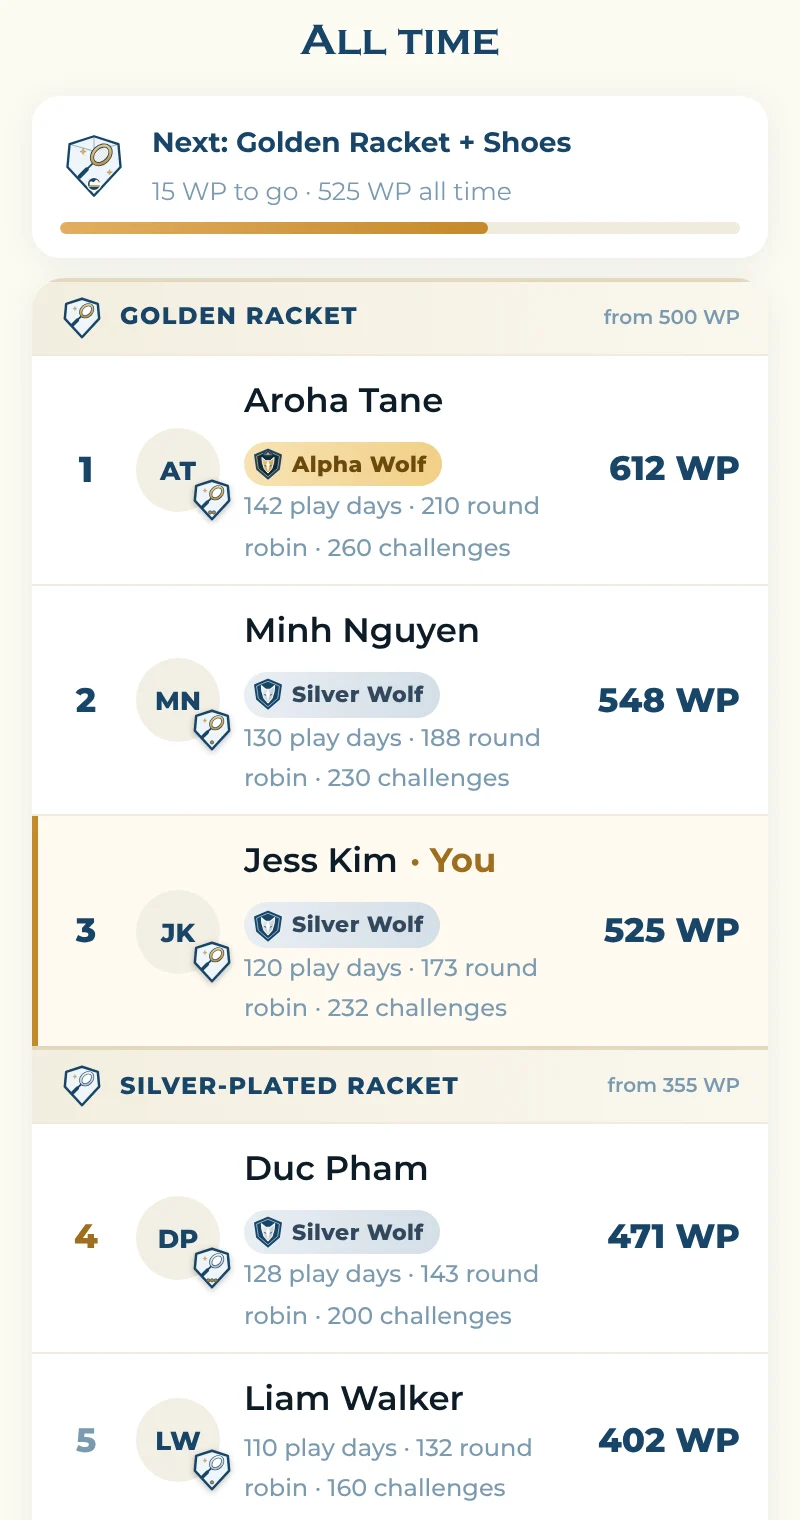 ALL TIME
Next: Golden Racket + Shoes
15 WP to go · 525 WP all time
GOLDEN RACKET
from 500 WP
1
AT
Aroha Tane
Alpha Wolf
142 play days · 210 round
robin · 260 challenges
612 WP
2
MN
Minh Nguyen
Silver Wolf
130 play days · 188 round
robin · 230 challenges
548 WP
3
JK
Jess Kim · You
Silver Wolf
120 play days · 173 round
robin · 232 challenges
525 WP
SILVER-PLATED RACKET
from 355 WP
4
DP
Duc Pham
Silver Wolf
128 play days · 143 round
robin · 200 challenges
471 WP
5
LW
Liam Walker
110 play days · 132 round
robin · 160 challenges
402 WP